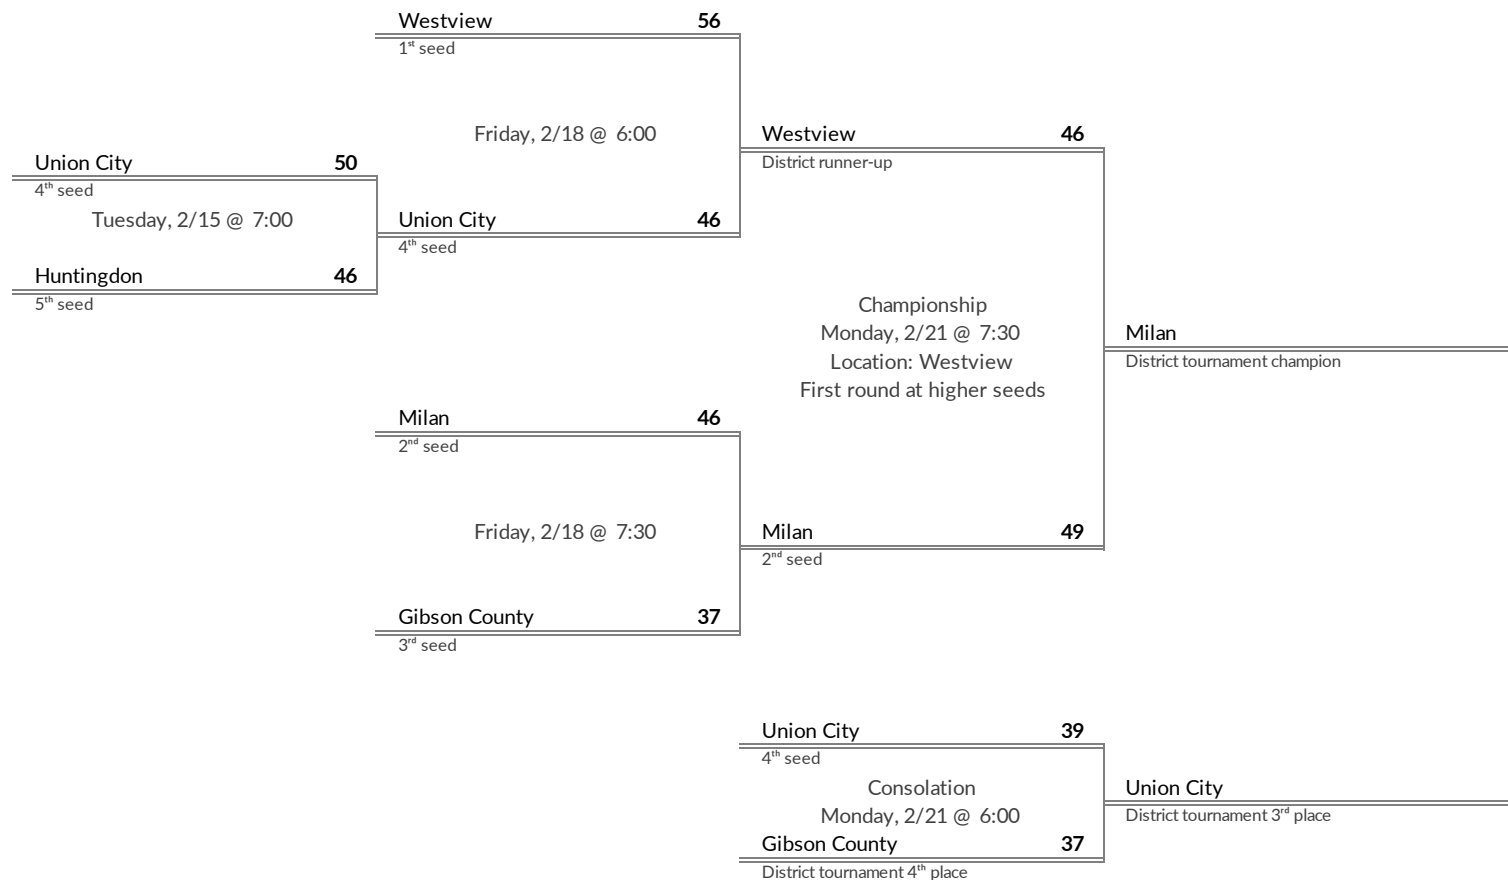 Westview 56
1st seed
Friday, 2/18 @ 6:00
Westview 46
District runner-up
Union City 50
4th seed
Tuesday, 2/15 @ 7:00
Union City 46
4th seed
Huntingdon 46
5th seed
Championship
Monday, 2/21 @ 7:30
Location: Westview
First round at higher seeds
Milan
District tournament champion
Milan 46
2nd seed
Friday, 2/18 @ 7:30
Milan 49
2nd seed
Gibson County 37
3rd seed
Union City 39
4th seed
Consolation
Monday, 2/21 @ 6:00
Union City
District tournament 3rd place
Gibson County 37
District tournament 4th place